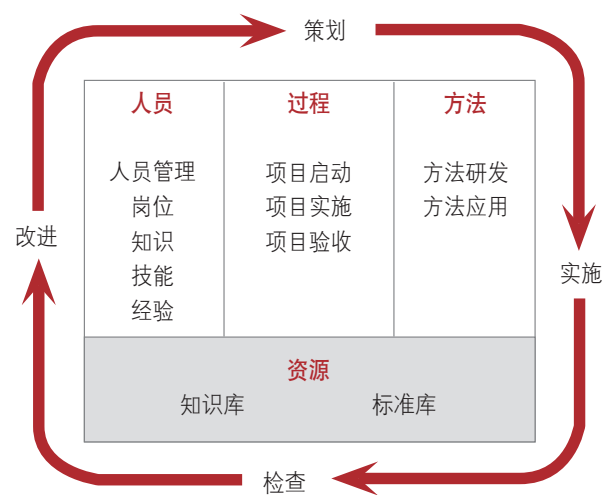 策划
人员
人员管理
岗位
知识
技能
经验
过程
项目启动
项目实施
项目验收
方法
方法研发
方法应用
改进
实施
资源
知识库
标准库
检查